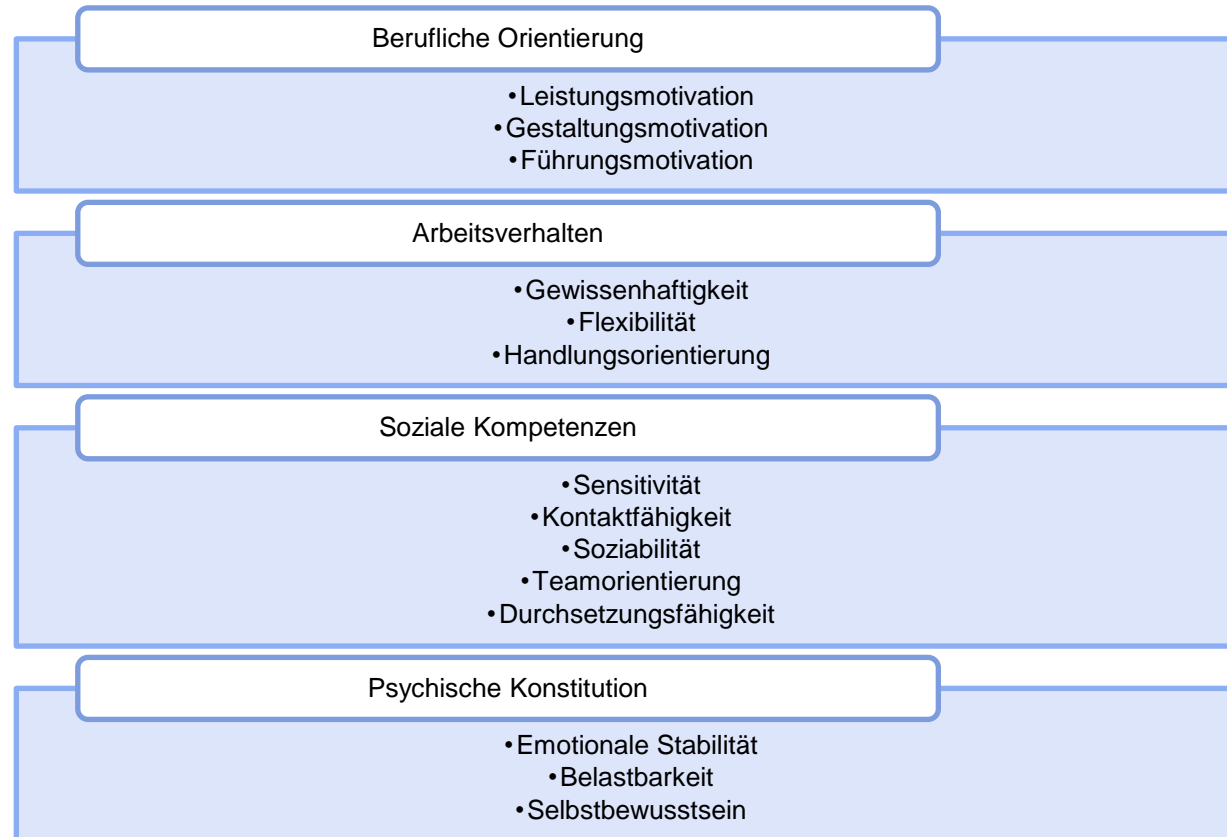 Berufliche Orientierung
•Leistungsmotivation
•Gestaltungsmotivation
•Führungsmotivation
Arbeitsverhalten
•Gewissenhaftigkeit
•Flexibilität
•Handlungsorientierung
Soziale Kompetenzen
•Sensitivität
•Kontaktfähigkeit
•Soziabilität
•Teamorientierung
•Durchsetzungsfähigkeit
Psychische Konstitution
•Emotionale Stabilität
•Belastbarkeit
•Selbstbewusstsein